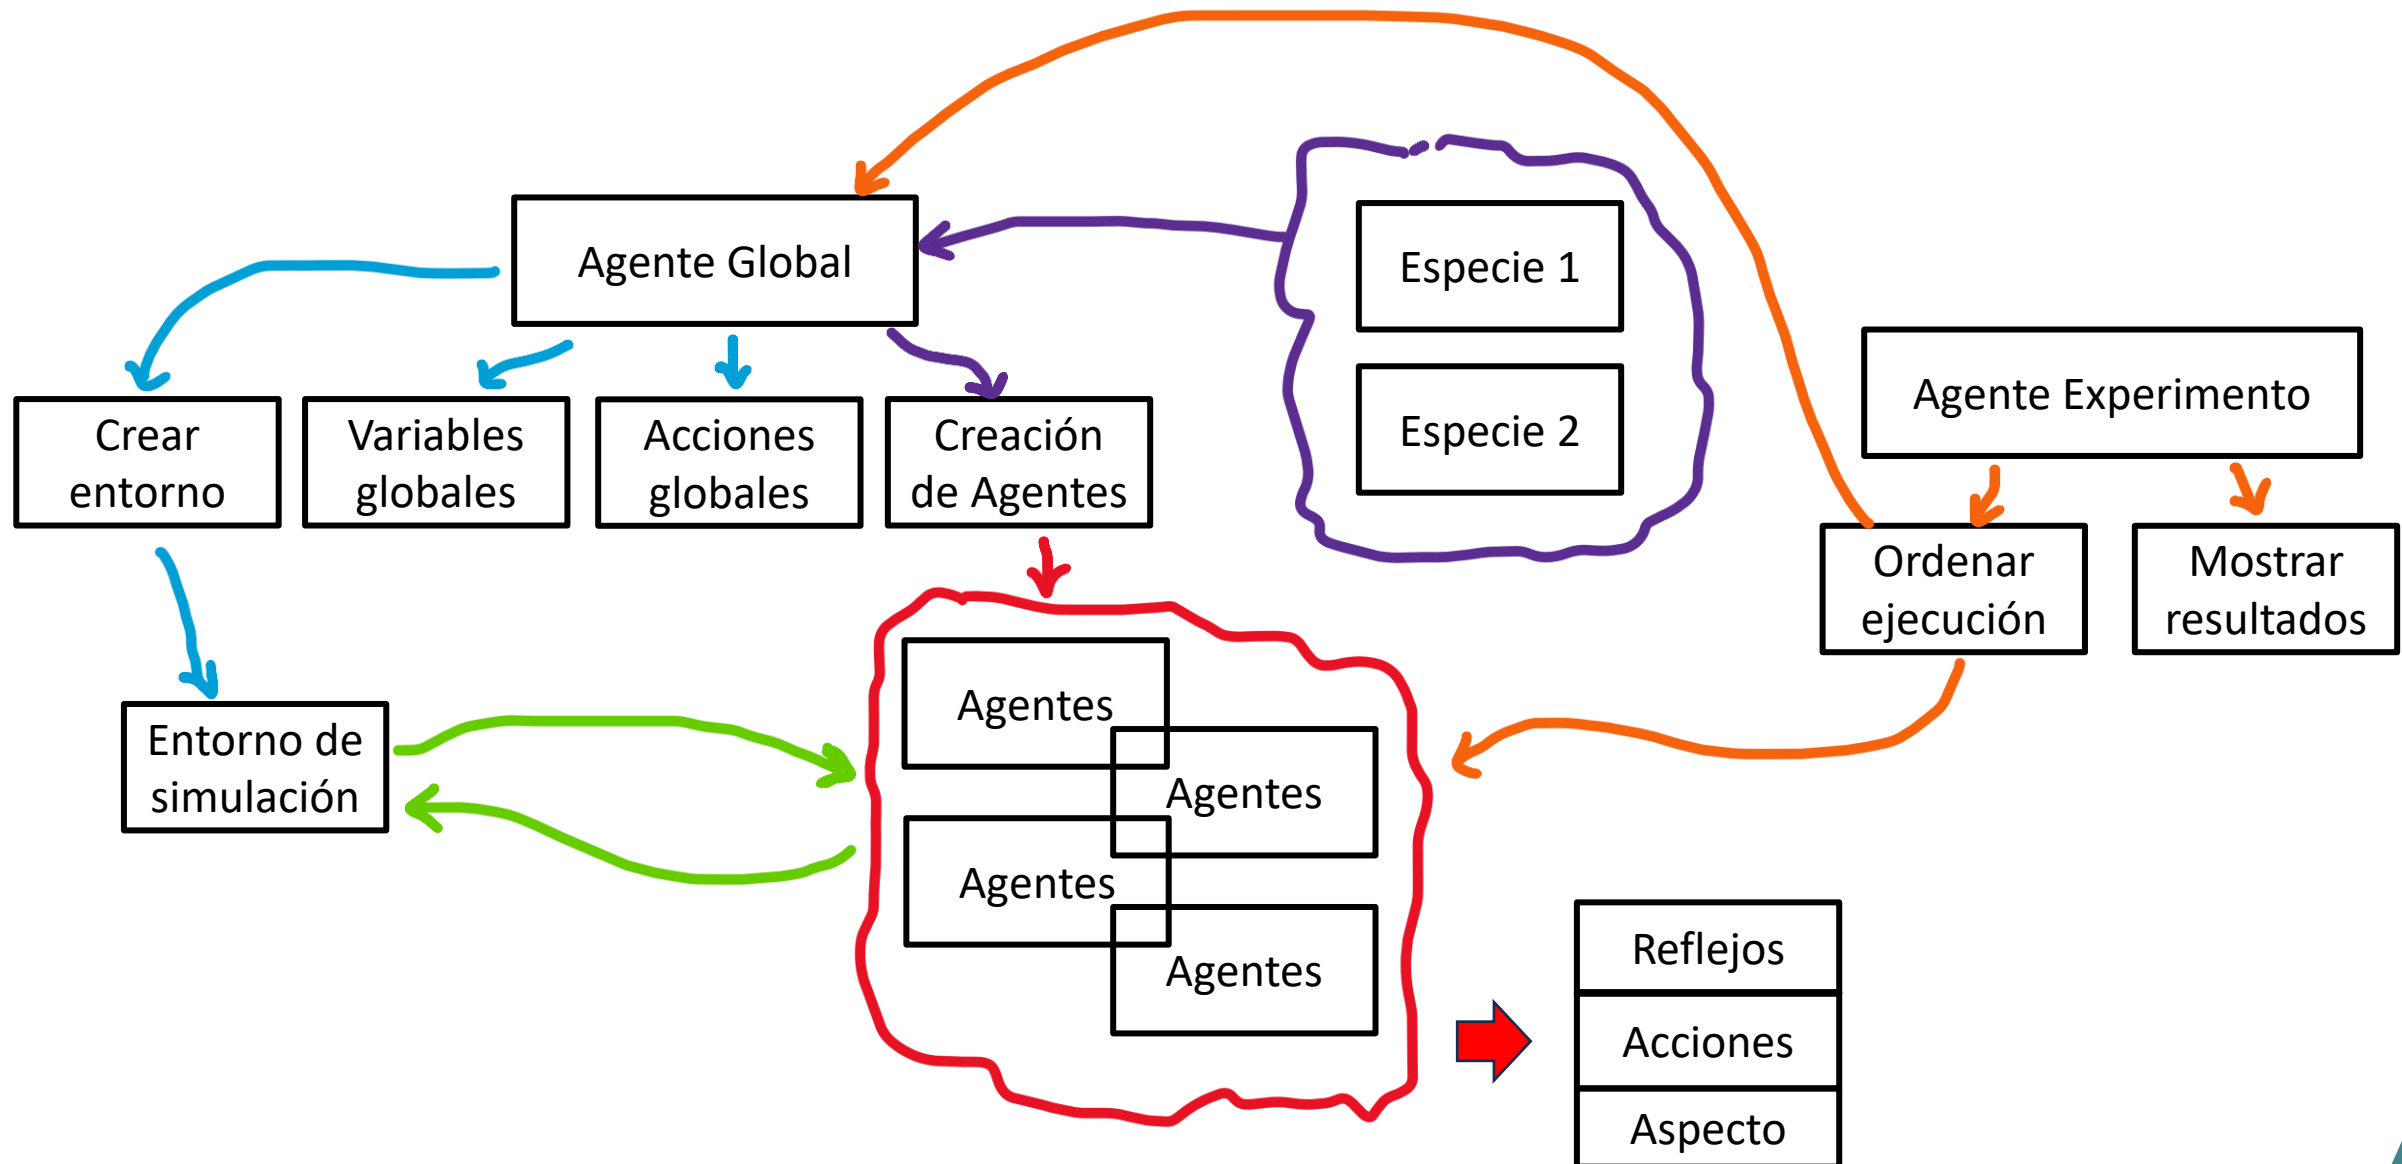 Agente Global
Especie 1
Especie 2
Agente Experimento
Crear
entorno
Variables
globales
Acciones
globales
Creación
de Agentes
Ordenar
ejecución
Mostrar
resultados
Entorno de
simulación
Agentes
Agentes
Agentes
Agentes
Reflejos
Acciones
Aspecto